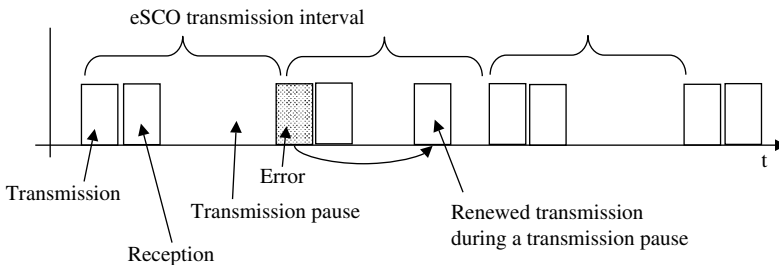 eSCO transmission interval
t
Error
Transmission
Transmission pause
Renewed transmission
during a transmission pause
Reception